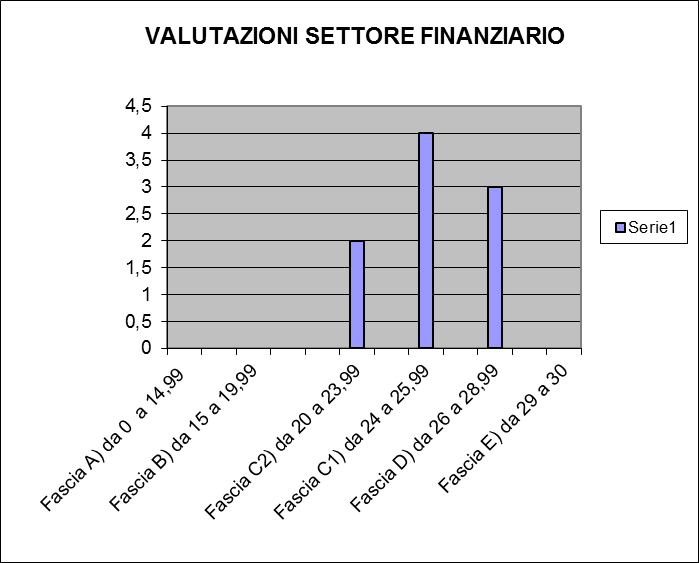 VALUTAZIONI SETTORE FINANZIARIO
4,5
4
3,5
3
2,5
2
1,5
1
0,5
0
Serie1
Fascia A) da 0  a 14,99
Fascia B) da 15 a 19,99
Fascia C2) da 20 a 23,99
Fascia C1) da 24 a 25,99
Fascia D) da 26 a 28,99
Fascia E) da 29 a 30